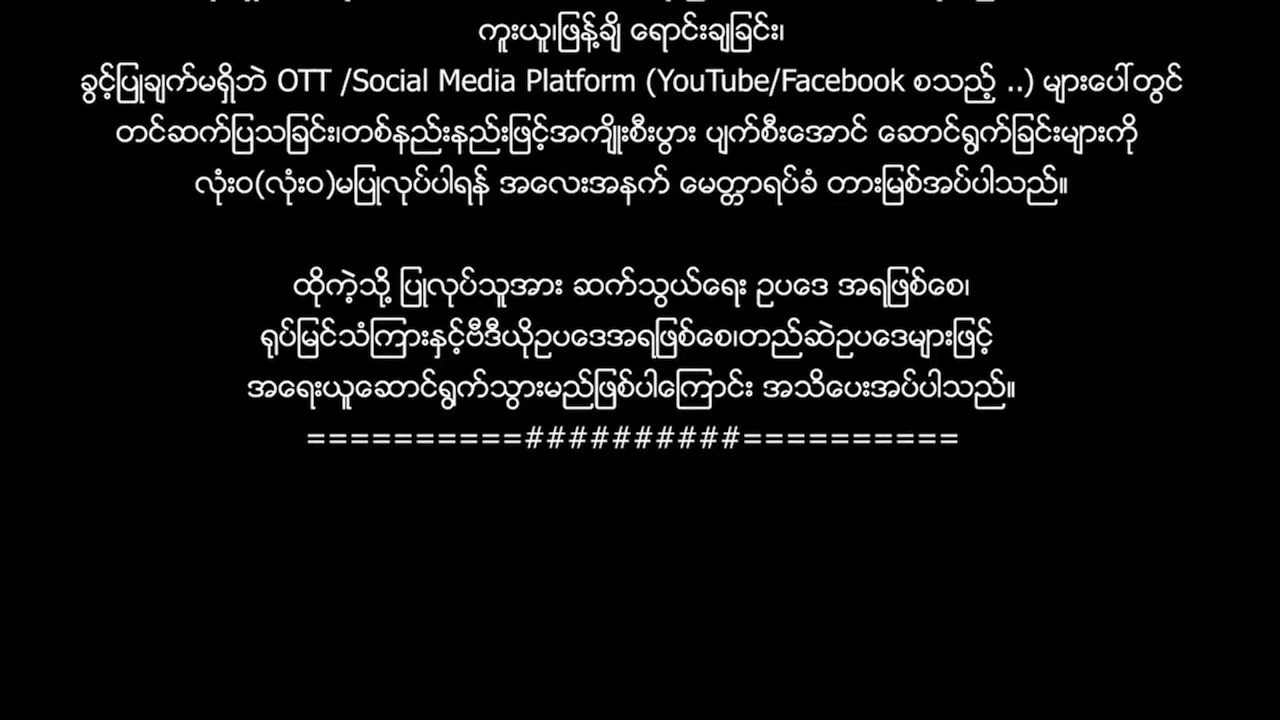 ကူးယူ၊ဖြန့်ချိ ရောင်းချခြင်း၊
ခွင့်ပြုချက်မရှိဘဲ OTT /Social Media Platform (YouTube/Facebook စသည့် ..) များပေါ်တွင်
တင်ဆက်ပြသခြင်း၊တစ်နည်းနည်းဖြင့်အကျိုးစီးပွား ပျက်စီးအောင် ဆောင်ရွက်ခြင်းများကို
လုံးဝ(လုံးဝ)မပြုလုပ်ပါရန် အလေးအနက် မေတ္တာရပ်ခံ တားမြစ်အပ်ပါသည်။
ထိုကဲ့သို့ ပြုလုပ်သူအား ဆက်သွယ်ရေး ဥပဒေ အရဖြစ်စေ၊
ရုပ်မြင်သံကြားနှင့်ဗီဒီယိုဥပဒေအရဖြစ်စေ၊တည်ဆဲဥပဒေများဖြင့်
အရေးယူဆောင်ရွက်သွားမည်ဖြစ်ပါကြောင်း အသိပေးအပ်ပါသည်။
==========##########==========